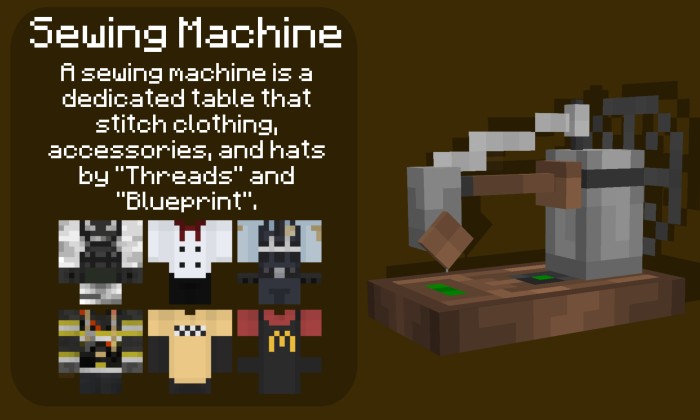 Sewing Machine
A sewing machine is a
dedicated table that
stitch clothing,
accessories, and hats
by "Threads" and
"Blueprint".